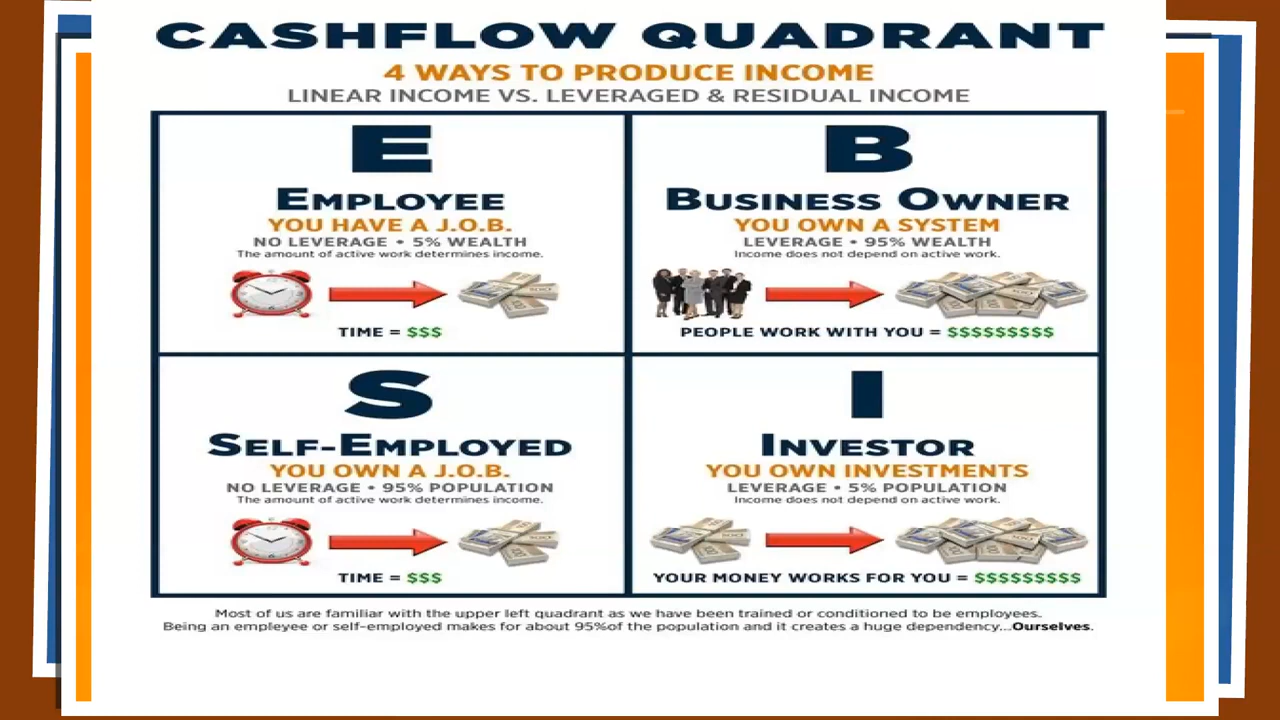 CASHFLOW QUADRANT
4 WAYS TO PRODUCE INCOME
LINEAR INCOME VS. LEVERAGED & RESIDUAL INCOME
E
EMPLOYEE
YOU HAVE A J.O.B.
NO LEVERAGE • 5% WEALTH
The amount of active work determines income.
TIME = $$$
B
BUSINESS OWNER
YOU OWN A SYSTEM
LEVERAGE • 95% WEALTH
Income does not depend on active work.
PEOPLE WORK WITH YOU = $$$$$$$$$
S
SELF-EMPLOYED
YOU OWN A J.O.B.
NO LEVERAGE • 95% POPULATION
The amount of active work determines income.
TIME = $$$
I
INVESTOR
YOU OWN INVESTMENTS
LEVERAGE • 5% POPULATION
Income does not depend on active work.
YOUR MONEY WORKS FOR YOU = $$$$$$$$$
Most of us are familiar with the upper left quadrant as we have been trained or conditioned to be employees.
Being an empleyee or self-employed makes for about 95%of the population and it creates a huge dependency...Ourselves.